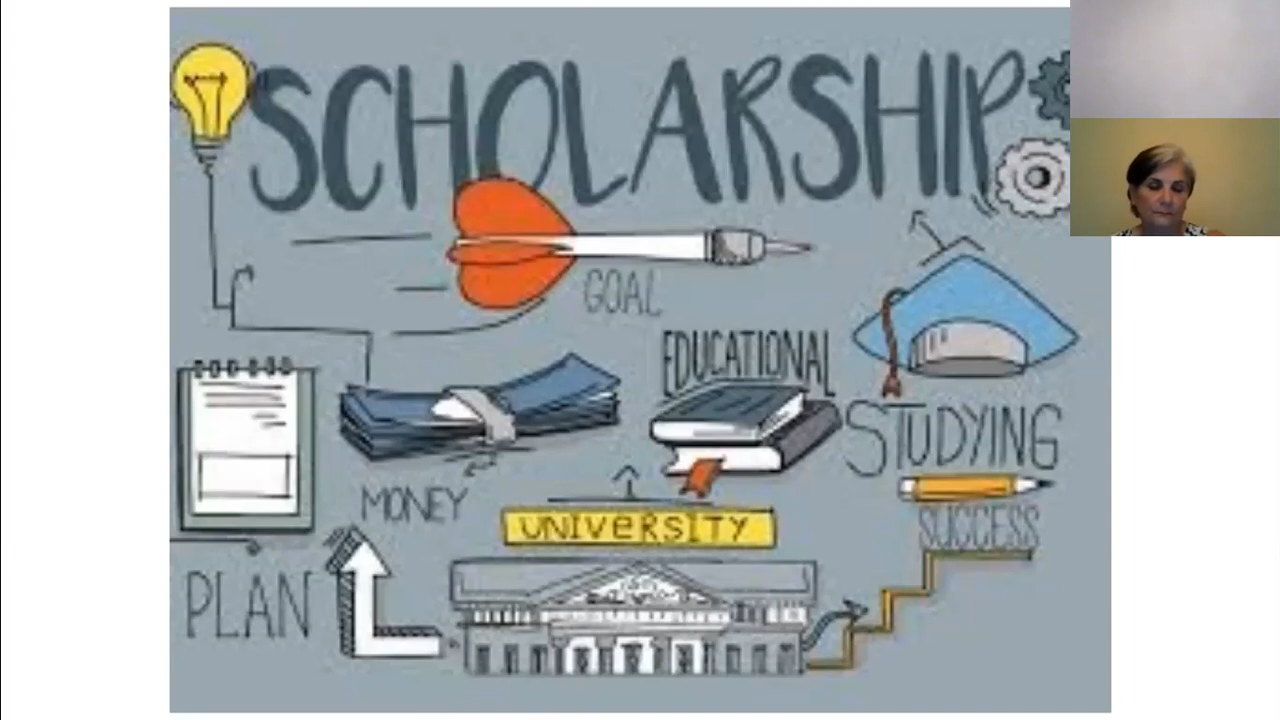 SCHOLARSHIP
GOAL
EDUCATIONAL
STUDYING
MONEY
UNIVERSITY
SUCCESS
PLAN